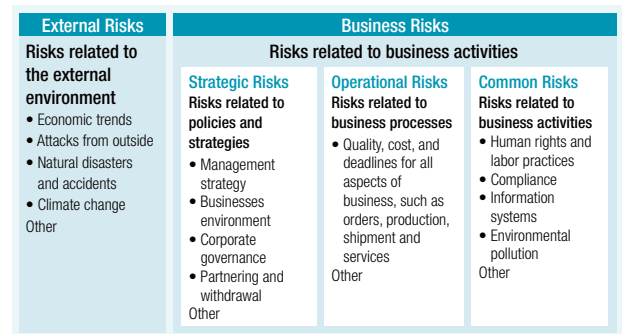 External Risks
Risks related to
the external
environment
• Economic trends
• Attacks from outside
• Natural disasters
and accidents
• Climate change
Other
Business Risks
Risks related to business activities
Strategic Risks
Risks related to
policies and
strategies
• Management
strategy
• Businesses
environment
• Corporate
governance
• Partnering and
withdrawal
Other
Operational Risks
Risks related to
business processes
• Quality, cost, and
deadlines for all
aspects of
business, such as
orders, production,
shipment and
services
Other
Common Risks
Risks related to
business activities
• Human rights and
labor practices
• Compliance
• Information
systems
• Environmental
pollution
Other